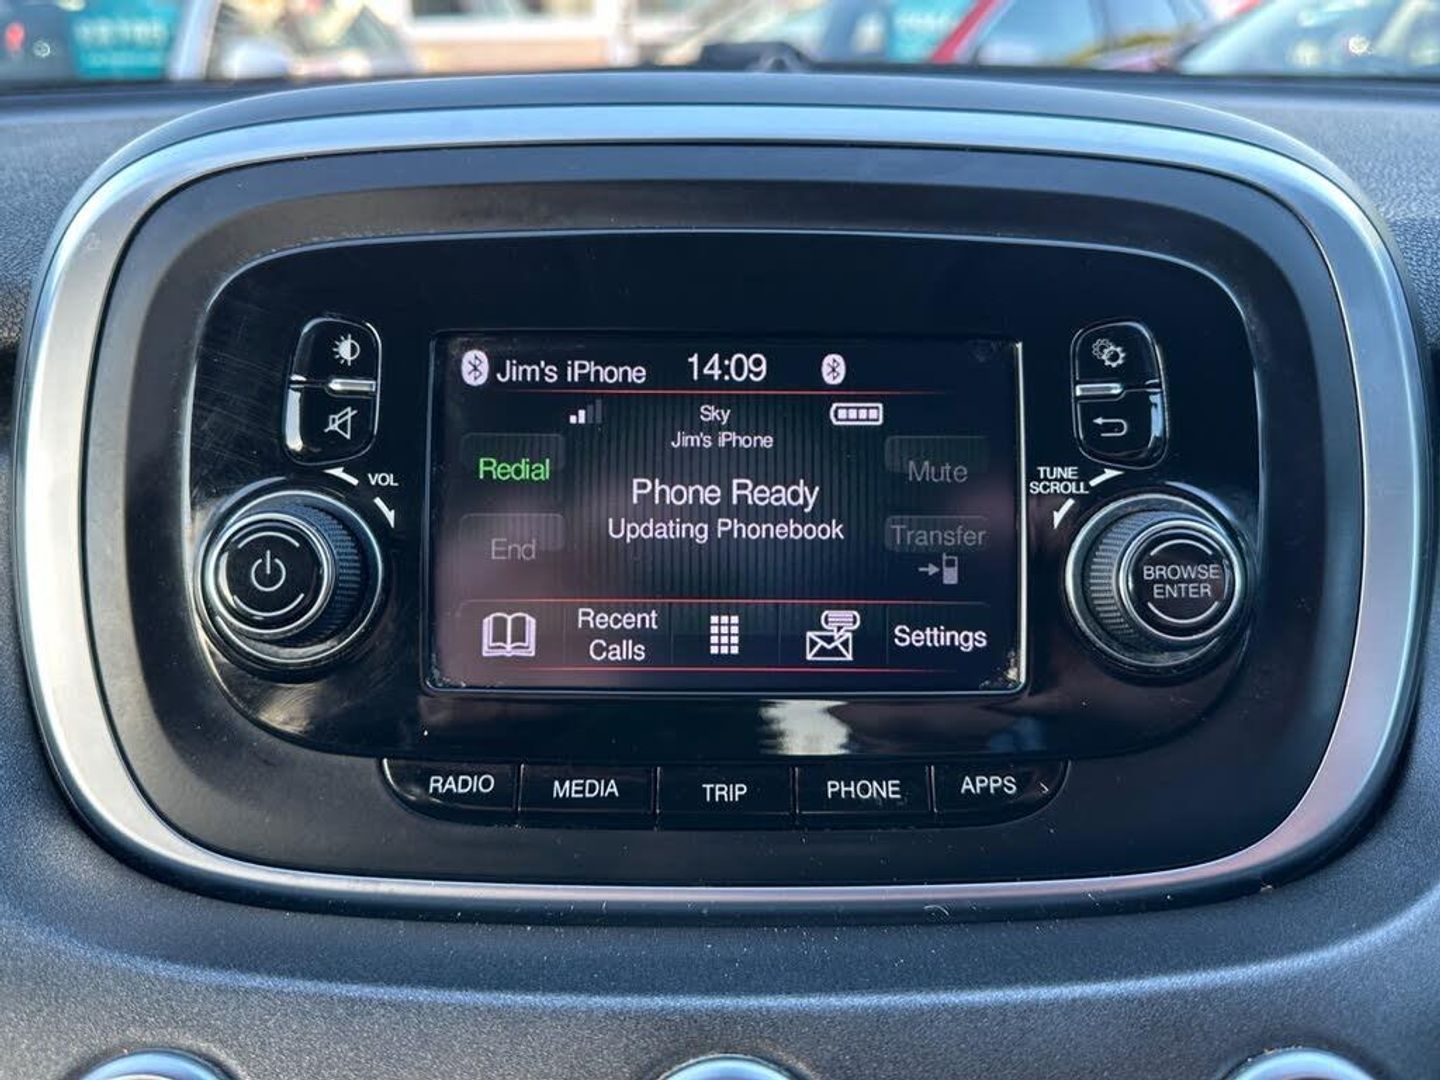 Jim's iPhone 14:09
Sky
Jim's iPhone
Redial
Mute
Phone Ready
Updating Phonebook
End
Transfer
Recent
Calls
Settings
VOL
TUNE
SCROLL
BROWSE
ENTER
RADIO MEDIA TRIP PHONE APPS